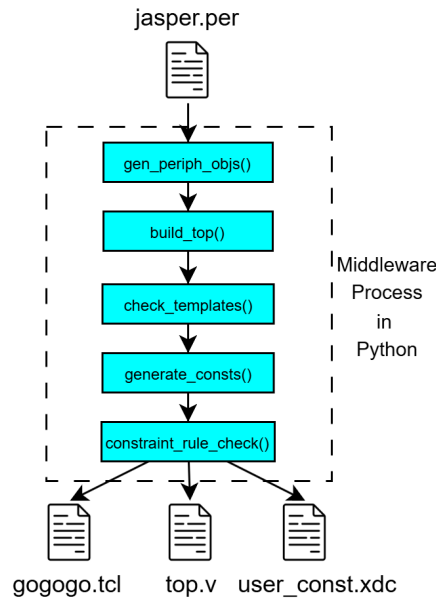 jasper.per
gen_periph_objs()
build_top()
check_templates()
generate_consts()
constraint_rule_check()
Middleware
Process
in
Python
gogogo.tcl
top.v
user_const.xdc